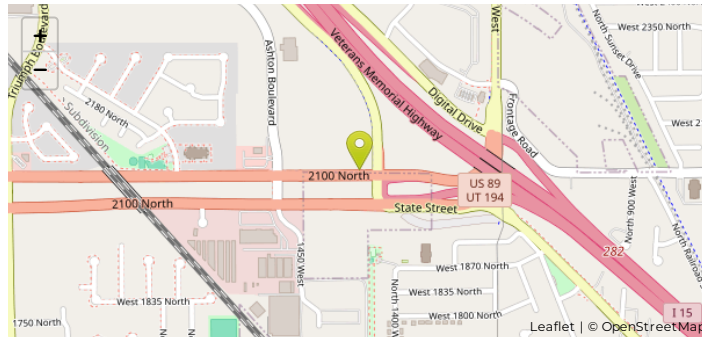 Triumph Boulevard
+
−
Subdivision
2180 North
Ashton Boulevard
Veterans Memorial Highway
Digital Drive
West
Frontage Road
North Sunset Drive
West 2350 North
West 2
2100 North
2100 North
US 89
UT 194
State Street
1450 West
West 1835 North
1750 North
North 1400 W
West 1870 North
West 1835 North
West 1800 North
North 900 West
North Railroad S
282
I 15
Leaflet | © OpenStreetMap